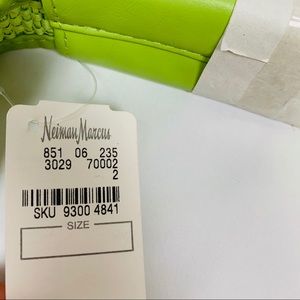 Neiman Marcus
851 06 235
3029 70002
2
SKU 9300 4841
SIZE